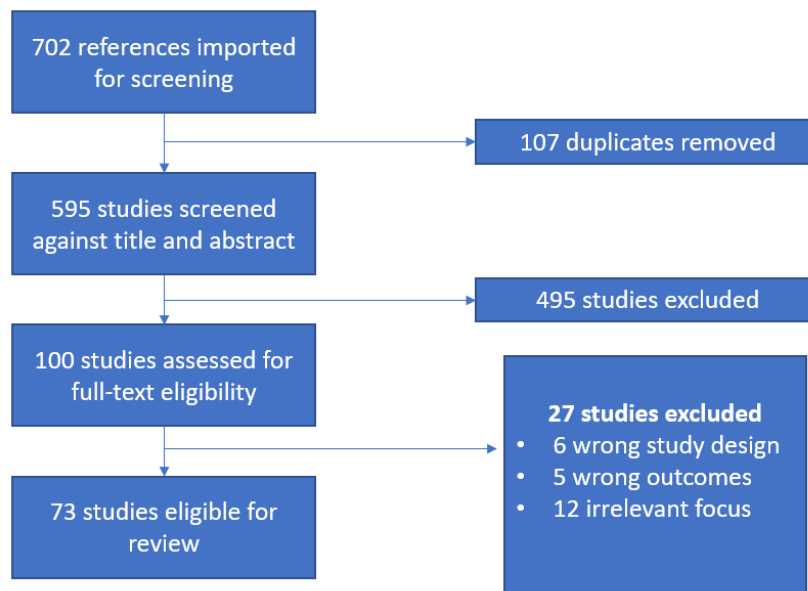 702 references imported
for screening
107 duplicates removed
595 studies screened
against title and abstract
495 studies excluded
100 studies assessed for
full-text eligibility
27 studies excluded
• 6 wrong study design
• 5 wrong outcomes
• 12 irrelevant focus
73 studies eligible for
review